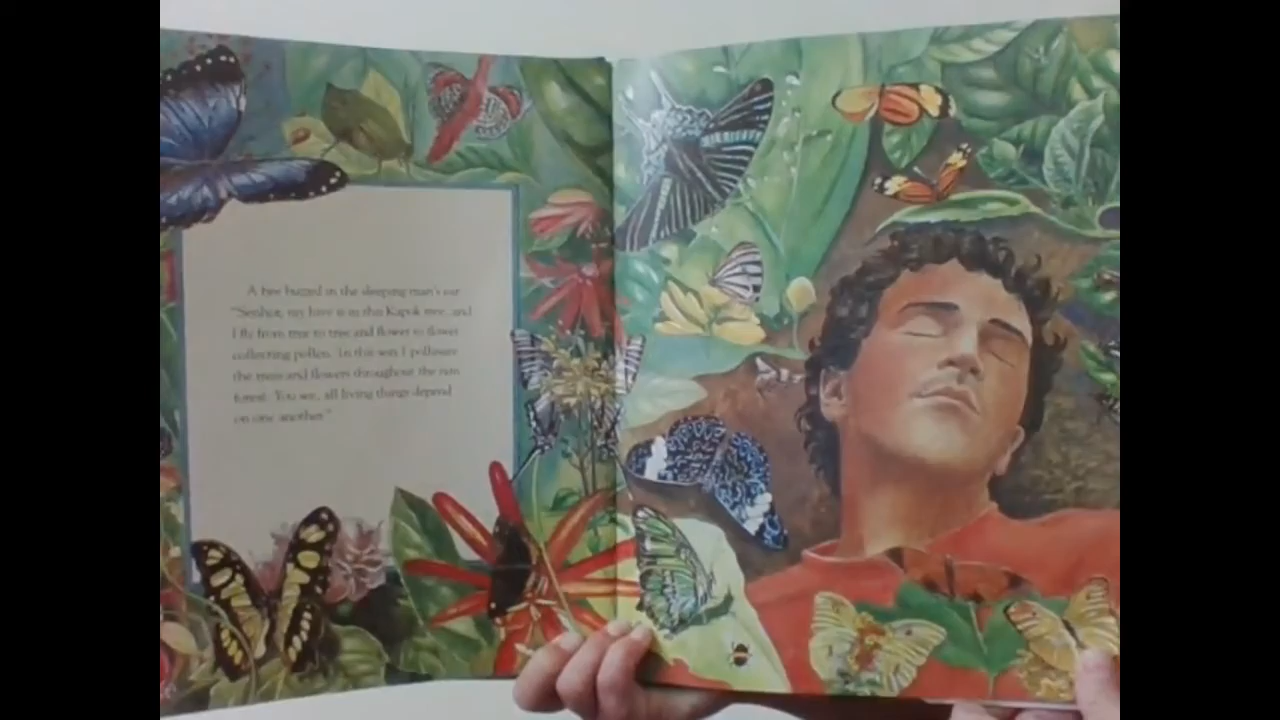 A bee buzzed in the sleeping man's ear.
"Senhor, my hive is in this Kapok tree, and
I fly from tree to tree and flower to flower
collecting pollen. In this way I pollinate
the trees and flowers throughout the rain
forest. You see, all living things depend
on one another."